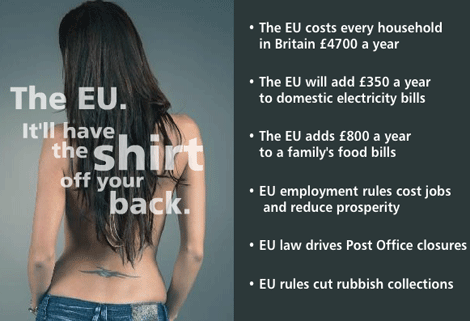 The EU.
It'll have
the shirt
off your
back.
• The EU costs every household
in Britain £4700 a year
• The EU will add £350 a year
to domestic electricity bills
• The EU adds £800 a year
to a family's food bills
• EU employment rules cost jobs
and reduce prosperity
• EU law drives Post Office closures
• EU rules cut rubbish collections